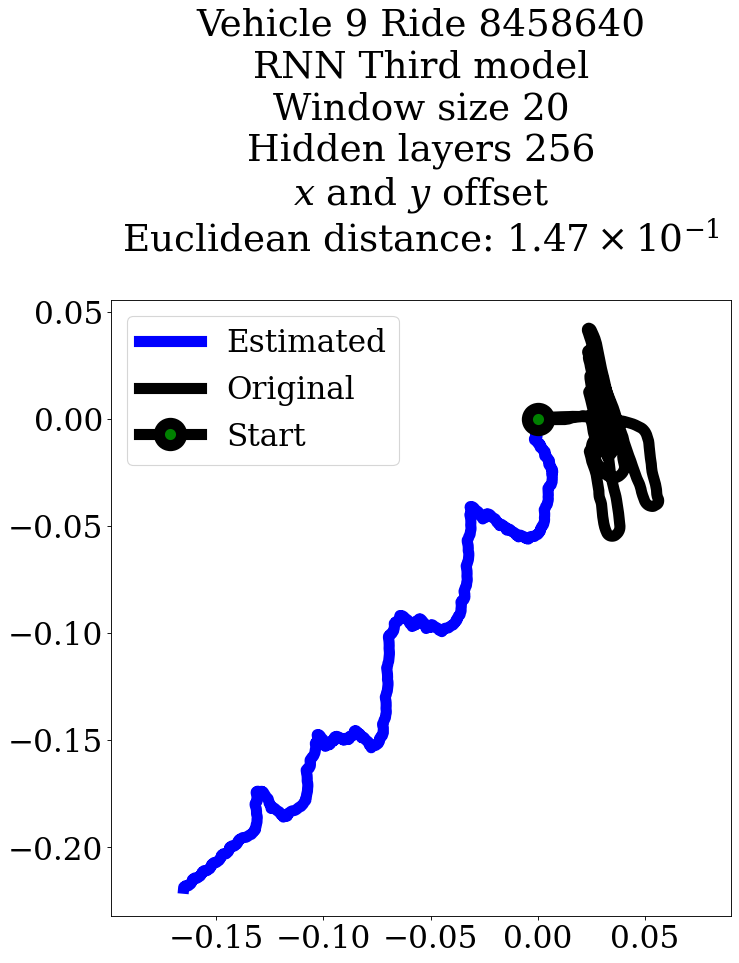 Vehicle 9 Ride 8458640
RNN Third model
Window size 20
Hidden layers 256
x and y offset
Euclidean distance: 1.47 × 10⁻¹
Estimated
Original
Start
0.05
0.00
−0.05
−0.10
−0.15
−0.20
−0.15 −0.10 −0.05 0.00 0.05